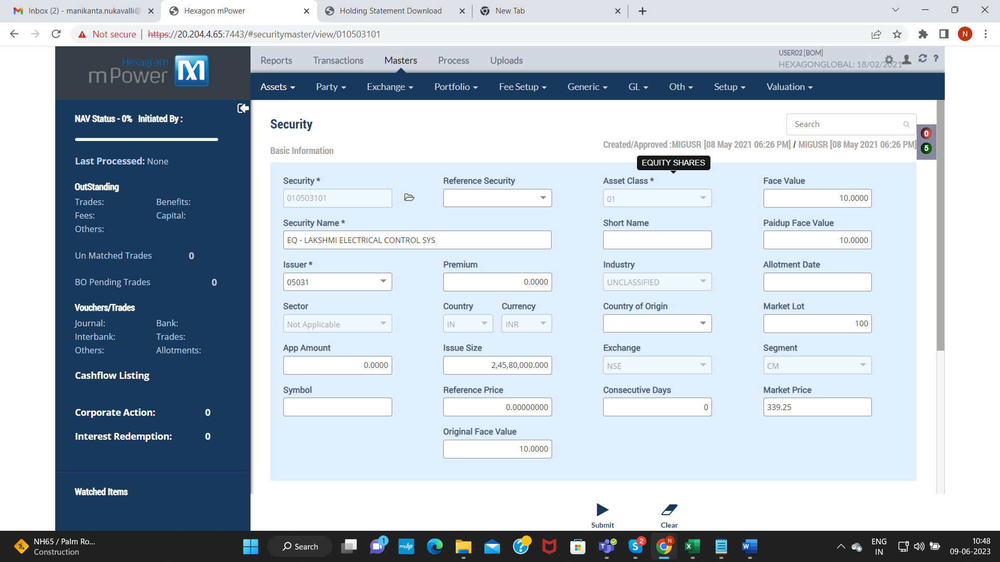 Inbox (2) - manikanta.nukavalli@
Hexagon mPower
Holding Statement Download
New Tab
Not secure
https://20.204.4.65:7443/#securitymaster/view/010503101
N
Hexagram
mPower
Reports
Transactions
Masters
Process
Uploads
USER02 [BOM]
HEXAGONGLOBAL: 18/02/2021
?
Assets
Party
Exchange
Portfolio
Fee Setup
Generic
GL
Oth
Setup
Valuation
NAV Status - 0% Initiated By :
Last Processed: None
OutStanding
Trades:
Benefits:
Fees:
Capital:
Others:
Un Matched Trades
0
BO Pending Trades
0
Vouchers/Trades
Journal:
Bank:
Interbank:
Trades:
Others:
Allotments:
Cashflow Listing
Corporate Action:
0
Interest Redemption:
0
Watched Items
Security
Search
0
5
Basic Information
Created/Approved :MIGUSR [08 May 2021 06:26 PM] / MIGUSR [08 May 2021 06:26 PM]
EQUITY SHARES
Security *
Reference Security
Asset Class *
Face Value
010503101
01
10.0000
Security Name *
Short Name
Paidup Face Value
EQ - LAKSHMI ELECTRICAL CONTROL SYS
10.0000
Issuer *
Premium
Industry
Allotment Date
05031
0.0000
UNCLASSIFIED
Sector
Country
Currency
Country of Origin
Market Lot
Not Applicable
IN
INR
100
App Amount
Issue Size
Exchange
Segment
0.0000
2,45,80,000.000
NSE
CM
Symbol
Reference Price
Consecutive Days
Market Price
0.00000000
0
339.25
Original Face Value
10.0000
Submit
Clear
NH65 / Palm Ro...
Construction
Search
1
myhp
?
T
S
2
N
X
W
ENG
IN
10:48
09-06-2023